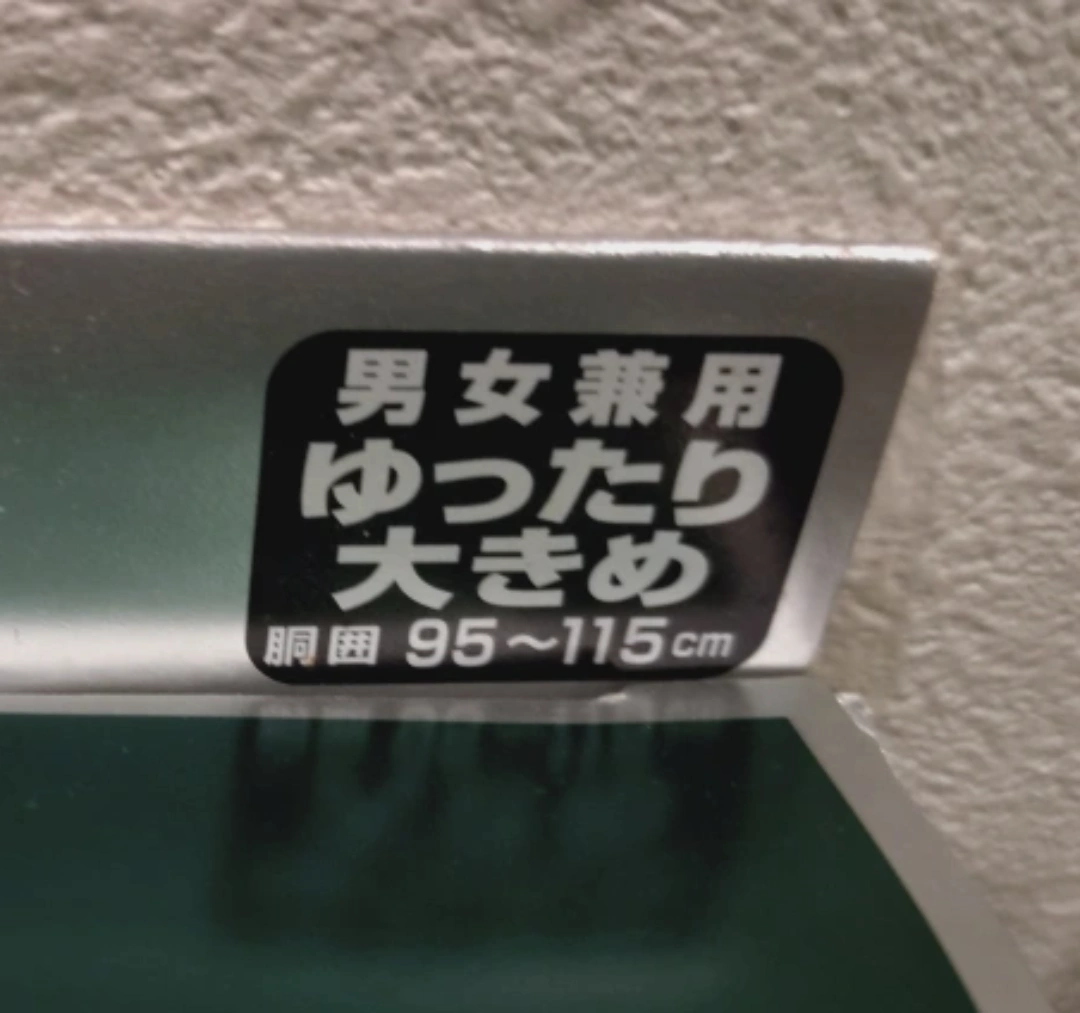 男女兼用
ゆったり
大きめ
胴囲 95～115cm